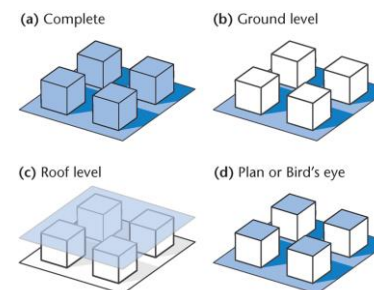 (a) Complete
(b) Ground level
(c) Roof level
(d) Plan or Bird's eye